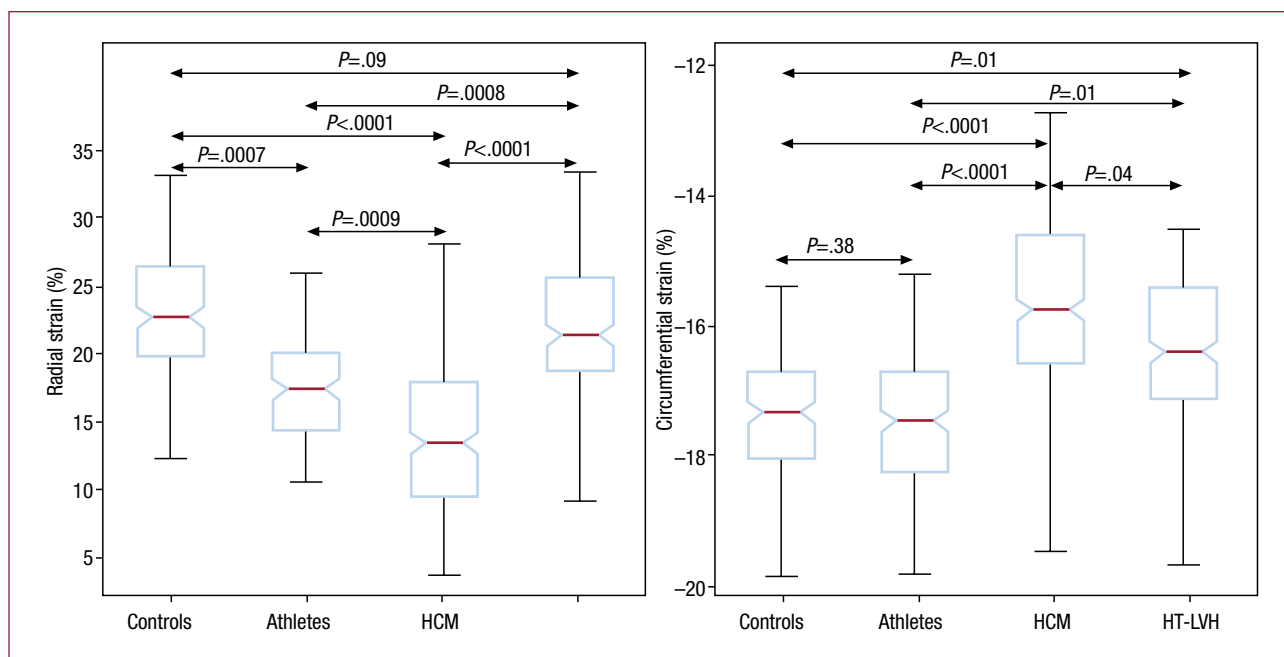 P=.09
P=.0008
P<.0001
P=.0007
P<.0001
P=.0009
35
30
25
20
15
10
5
Radial strain (%)
Controls Athletes HCM
P=.01
P=.01
P<.0001
P<.0001
P=.04
P=.38
–12
–14
–16
–18
–20
Circumferential strain (%)
Controls Athletes HCM HT-LVH